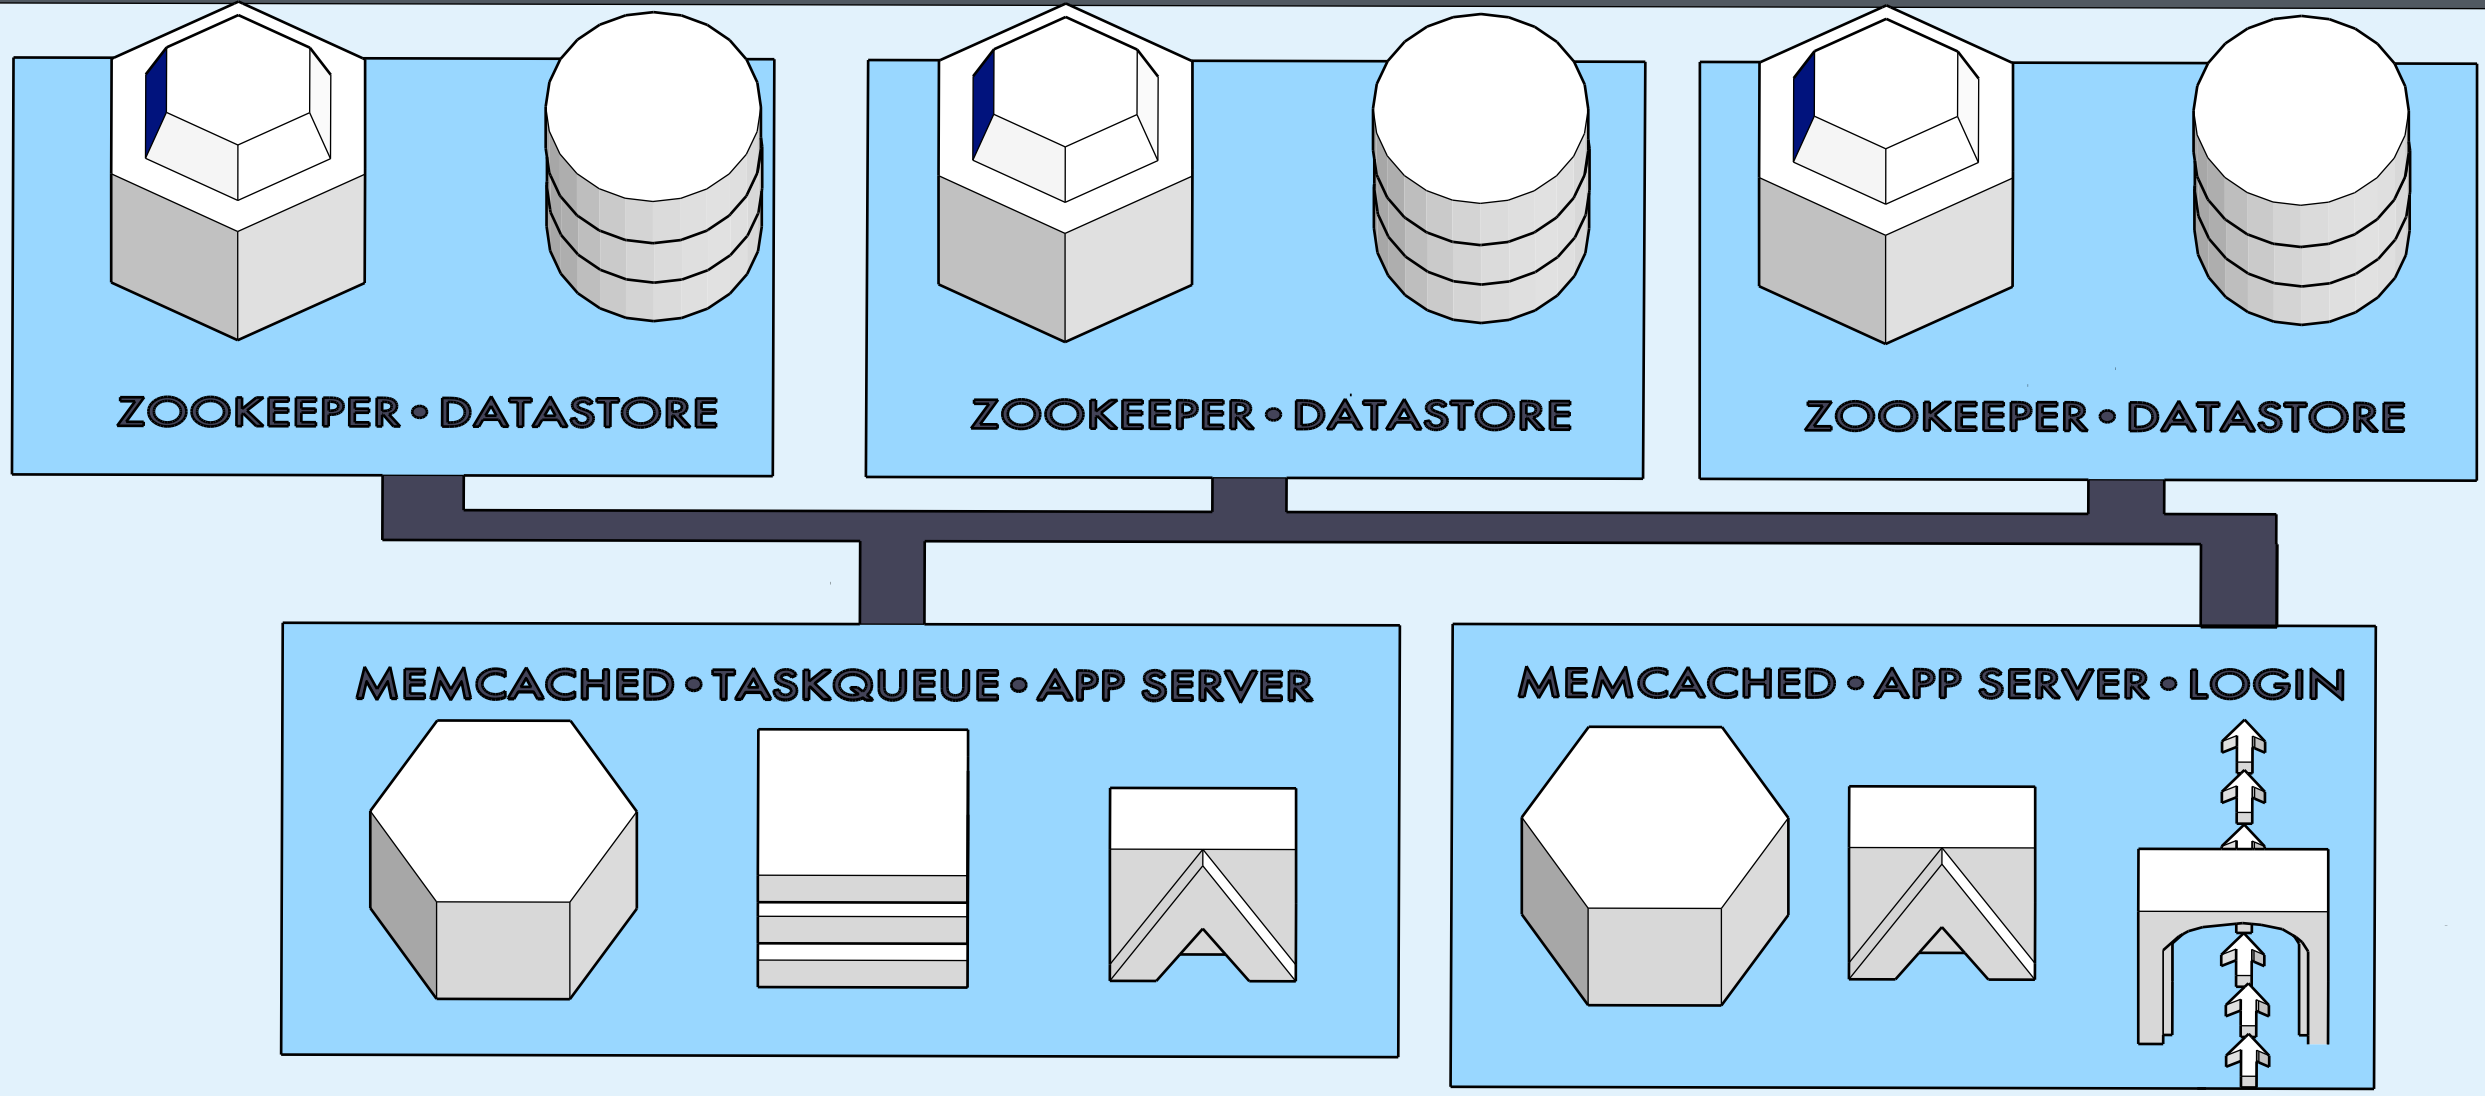 ZOOKEEPER • DATASTORE
ZOOKEEPER • DATASTORE
ZOOKEEPER • DATASTORE
MEMCACHED • TASKQUEUE • APP SERVER
MEMCACHED • APP SERVER • LOGIN